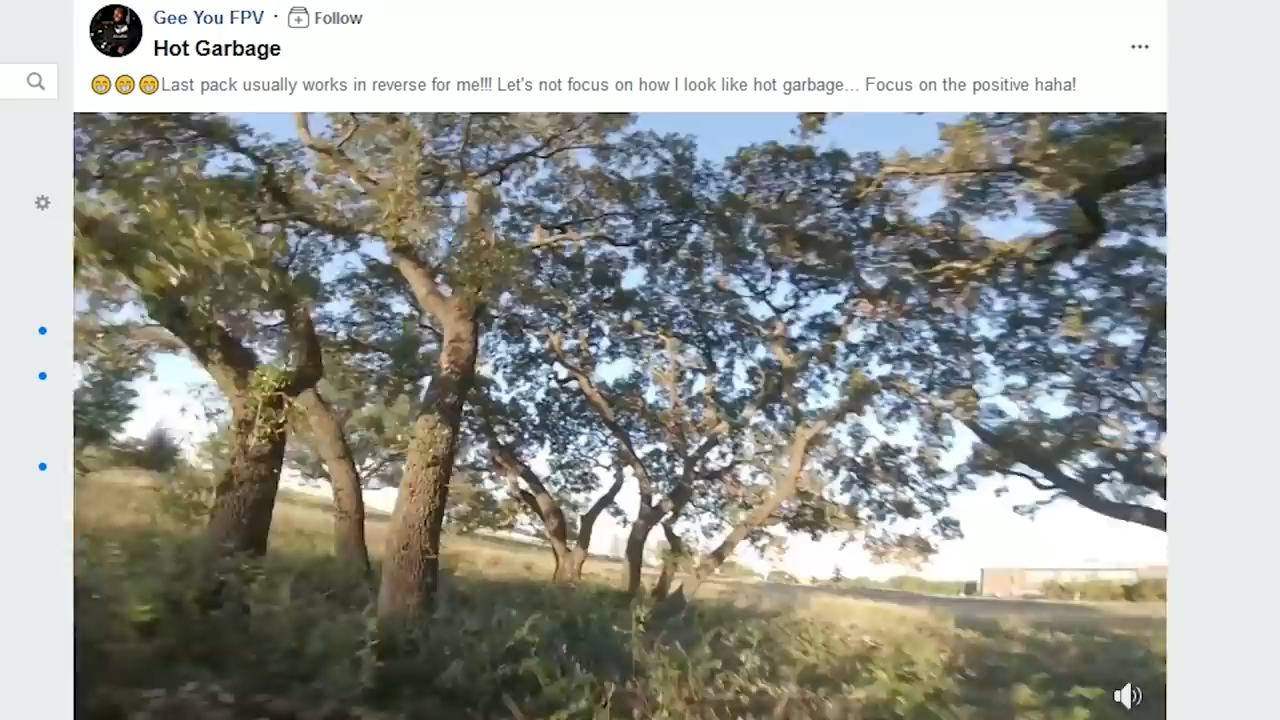 Gee You FPV · Follow
Hot Garbage
😁😁😁Last pack usually works in reverse for me!!! Let's not focus on how I look like hot garbage... Focus on the positive haha!